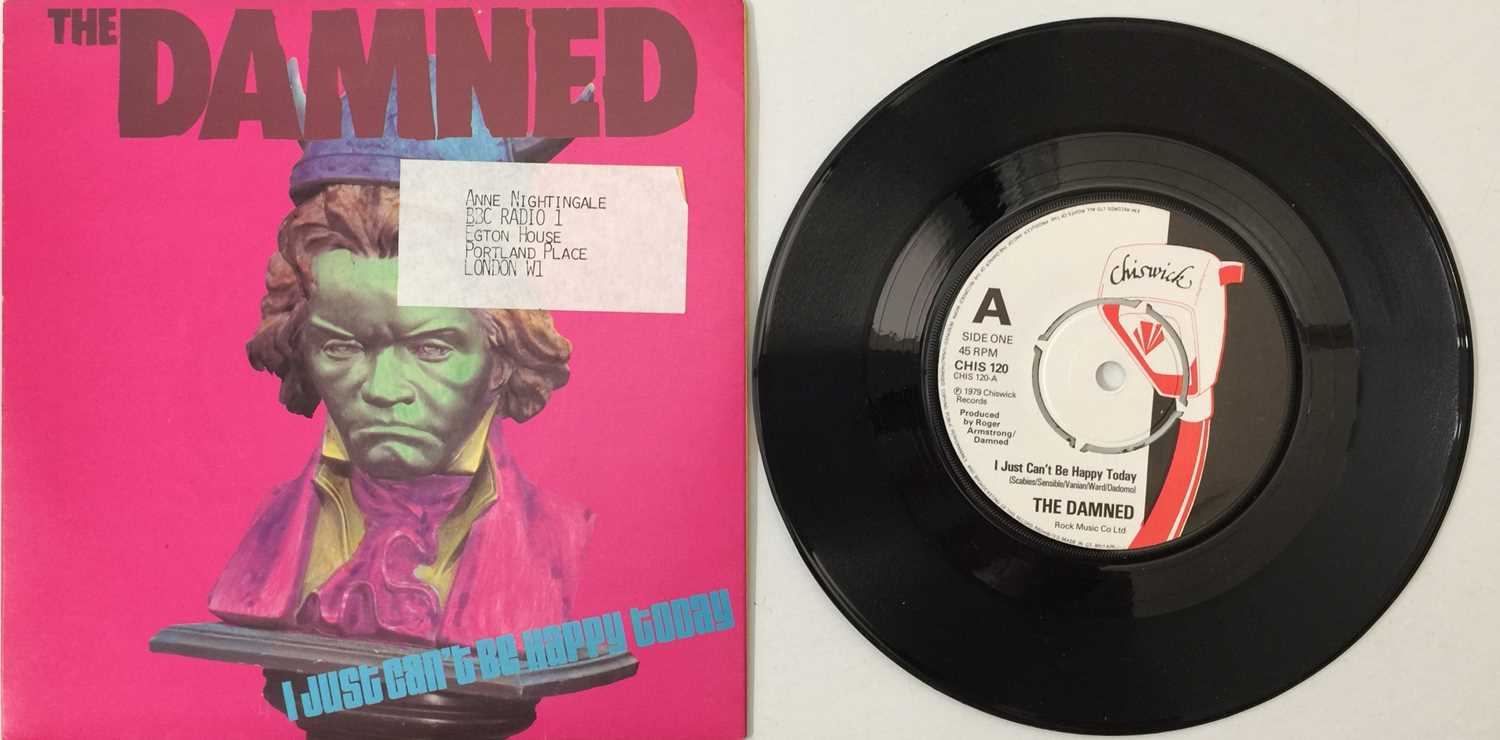 THE DAMNED
ANNE NIGHTINGALE
BBC RADIO 1
EGTON HOUSE
PORTLAND PLACE
LONDON W1
I JUST Can't BE Happy Today
Chiswick
A
SIDE ONE
45 RPM
CHIS 120
CHIS 120-A
℗ 1979 Chiswick
Records
Produced
by Roger
Armstrong/
Damned
I Just Can't Be Happy Today
(Scabies/Sensible/Vanian/Ward/Dadomo)
THE DAMNED
Rock Music Co Ltd